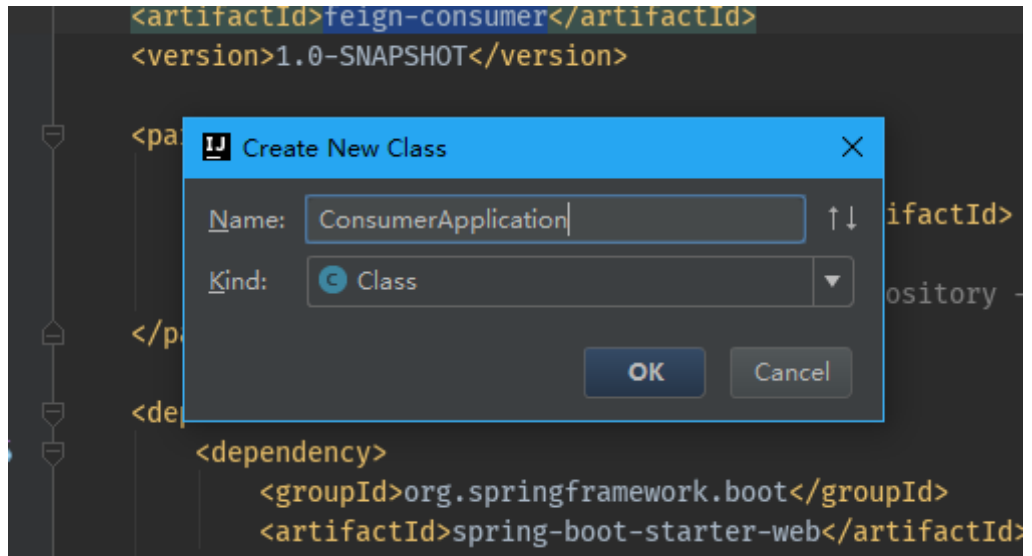 <artifactId>feign-consumer</artifactId>
<version>1.0-SNAPSHOT</version>
<pa
IJ Create New Class
Name: ConsumerApplication
ifactId>
Kind: C Class
ository -
</p
OK Cancel
<de
<dependency>
<groupId>org.springframework.boot</groupId>
<artifactId>spring-boot-starter-web</artifactId>